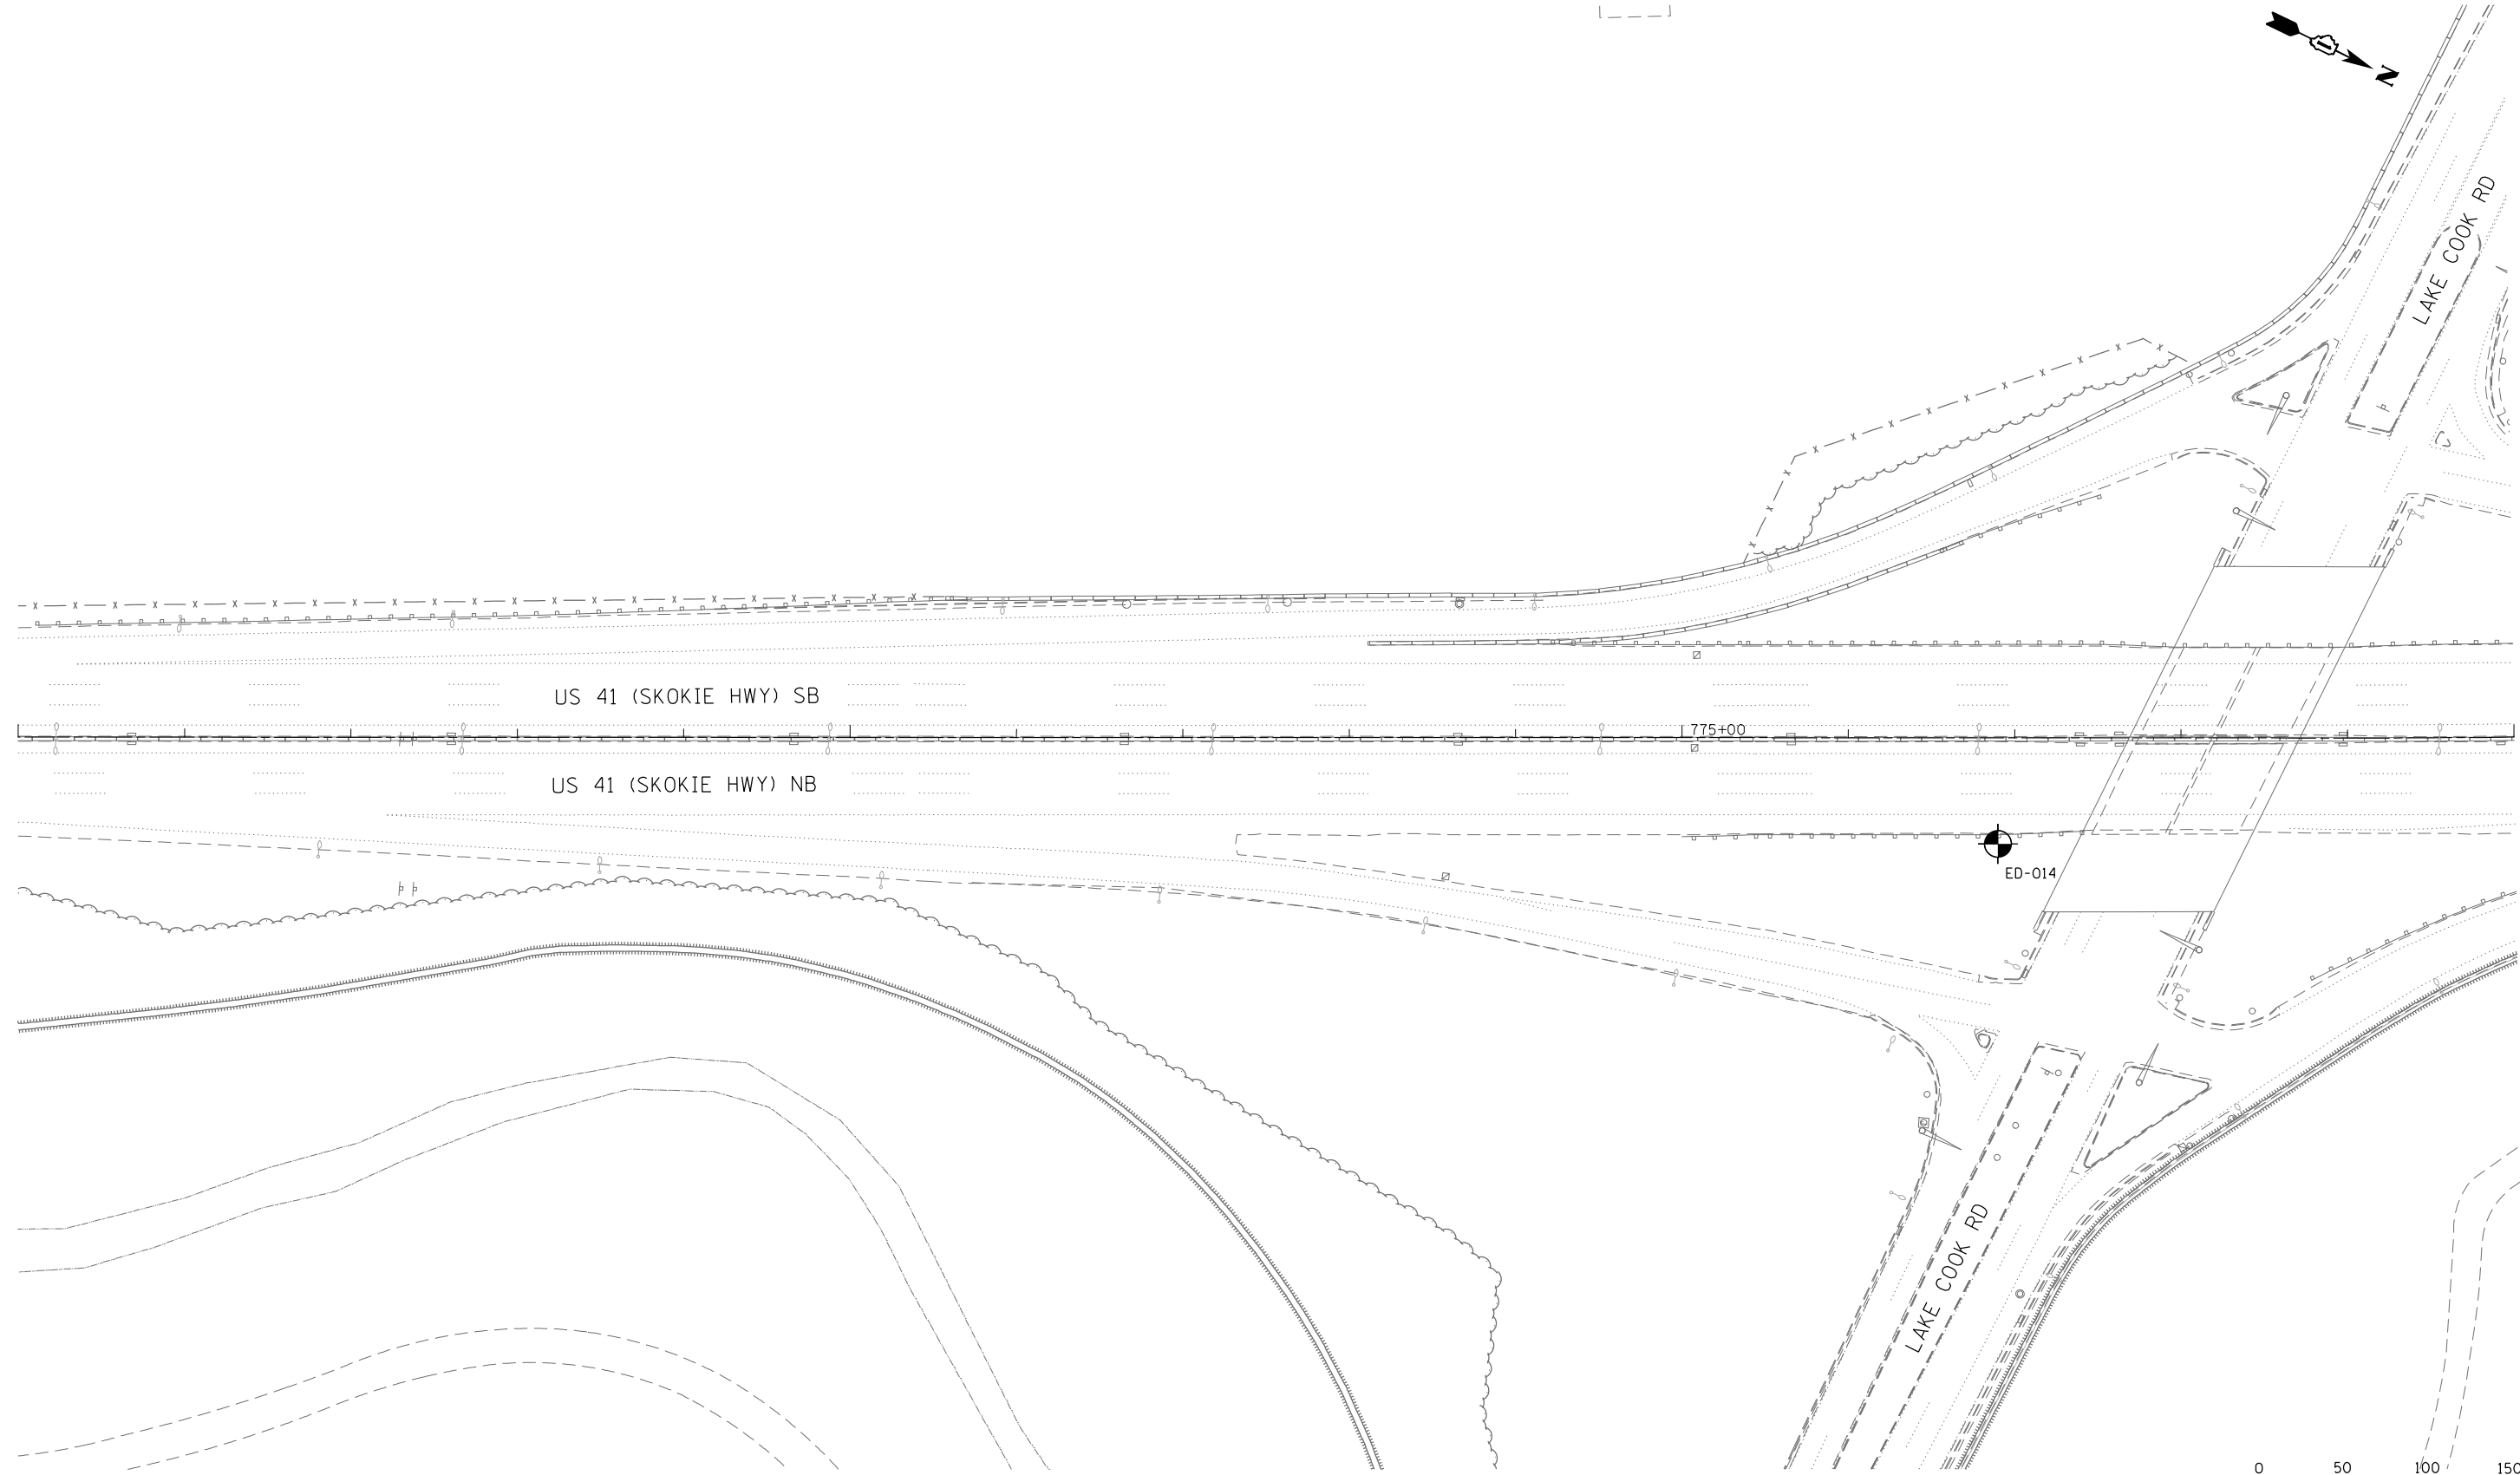 N
LAKE COOK RD
US 41 (SKOKIE HWY) SB
775+00
US 41 (SKOKIE HWY) NB
ED-014
LAKE COOK RD
0 50 100 150